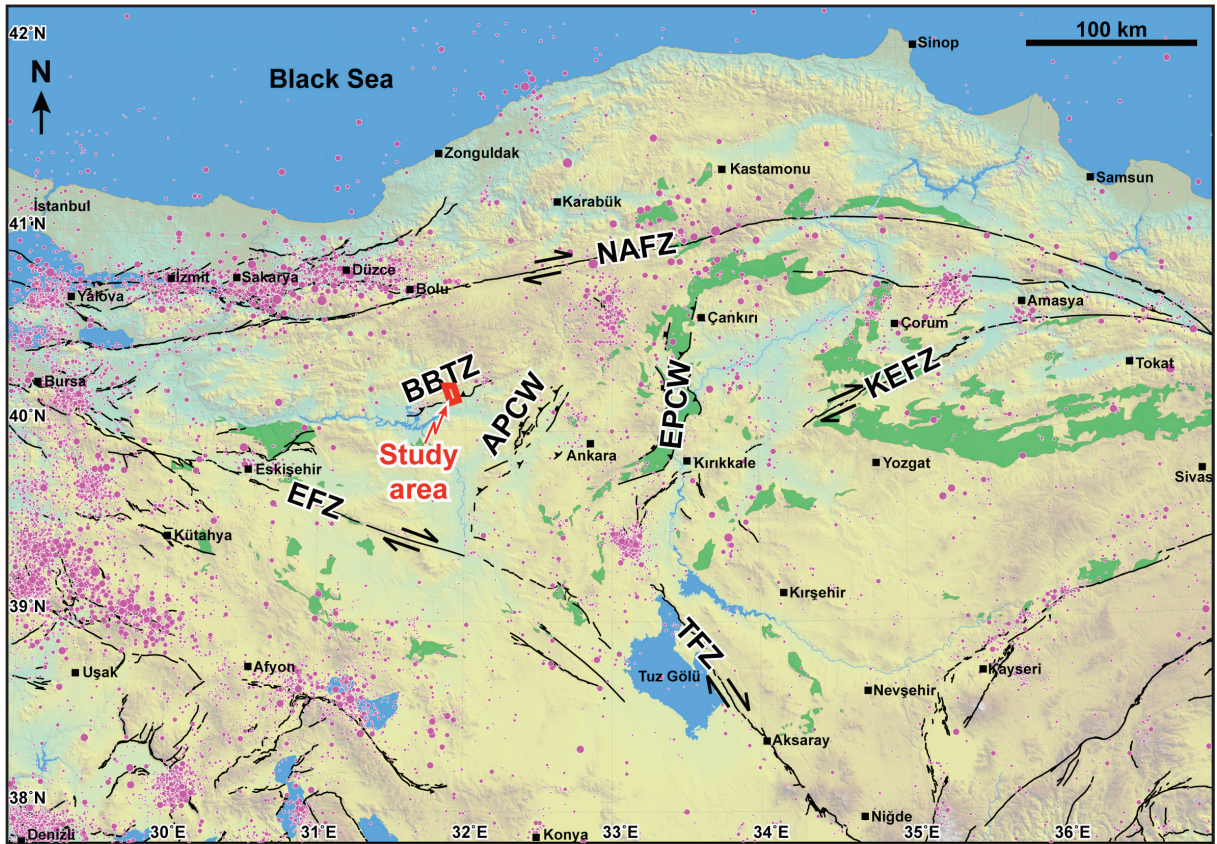 42°N
100 km
Sinop
N
Black Sea
Zonguldak
Kastamonu
Samsun
Karabük
İstanbul
41°N
NAFZ
Düzce
İzmit
Sakarya
Bolu
Yalova
Amasya
Çankırı
Çorum
Tokat
BBTZ
KEFZ
Bursa
APCW
EPCW
40°N
Study
area
Ankara
Kırıkkale
Yozgat
Eskişehir
Sivas
EFZ
Kütahya
39°N
Kırşehir
TFZ
Afyon
Uşak
Tuz Gölü
Kayseri
Nevşehir
Aksaray
38°N
Niğde
Denizli
30°E
31°E
32°E
Konya
33°E
34°E
35°E
36°E